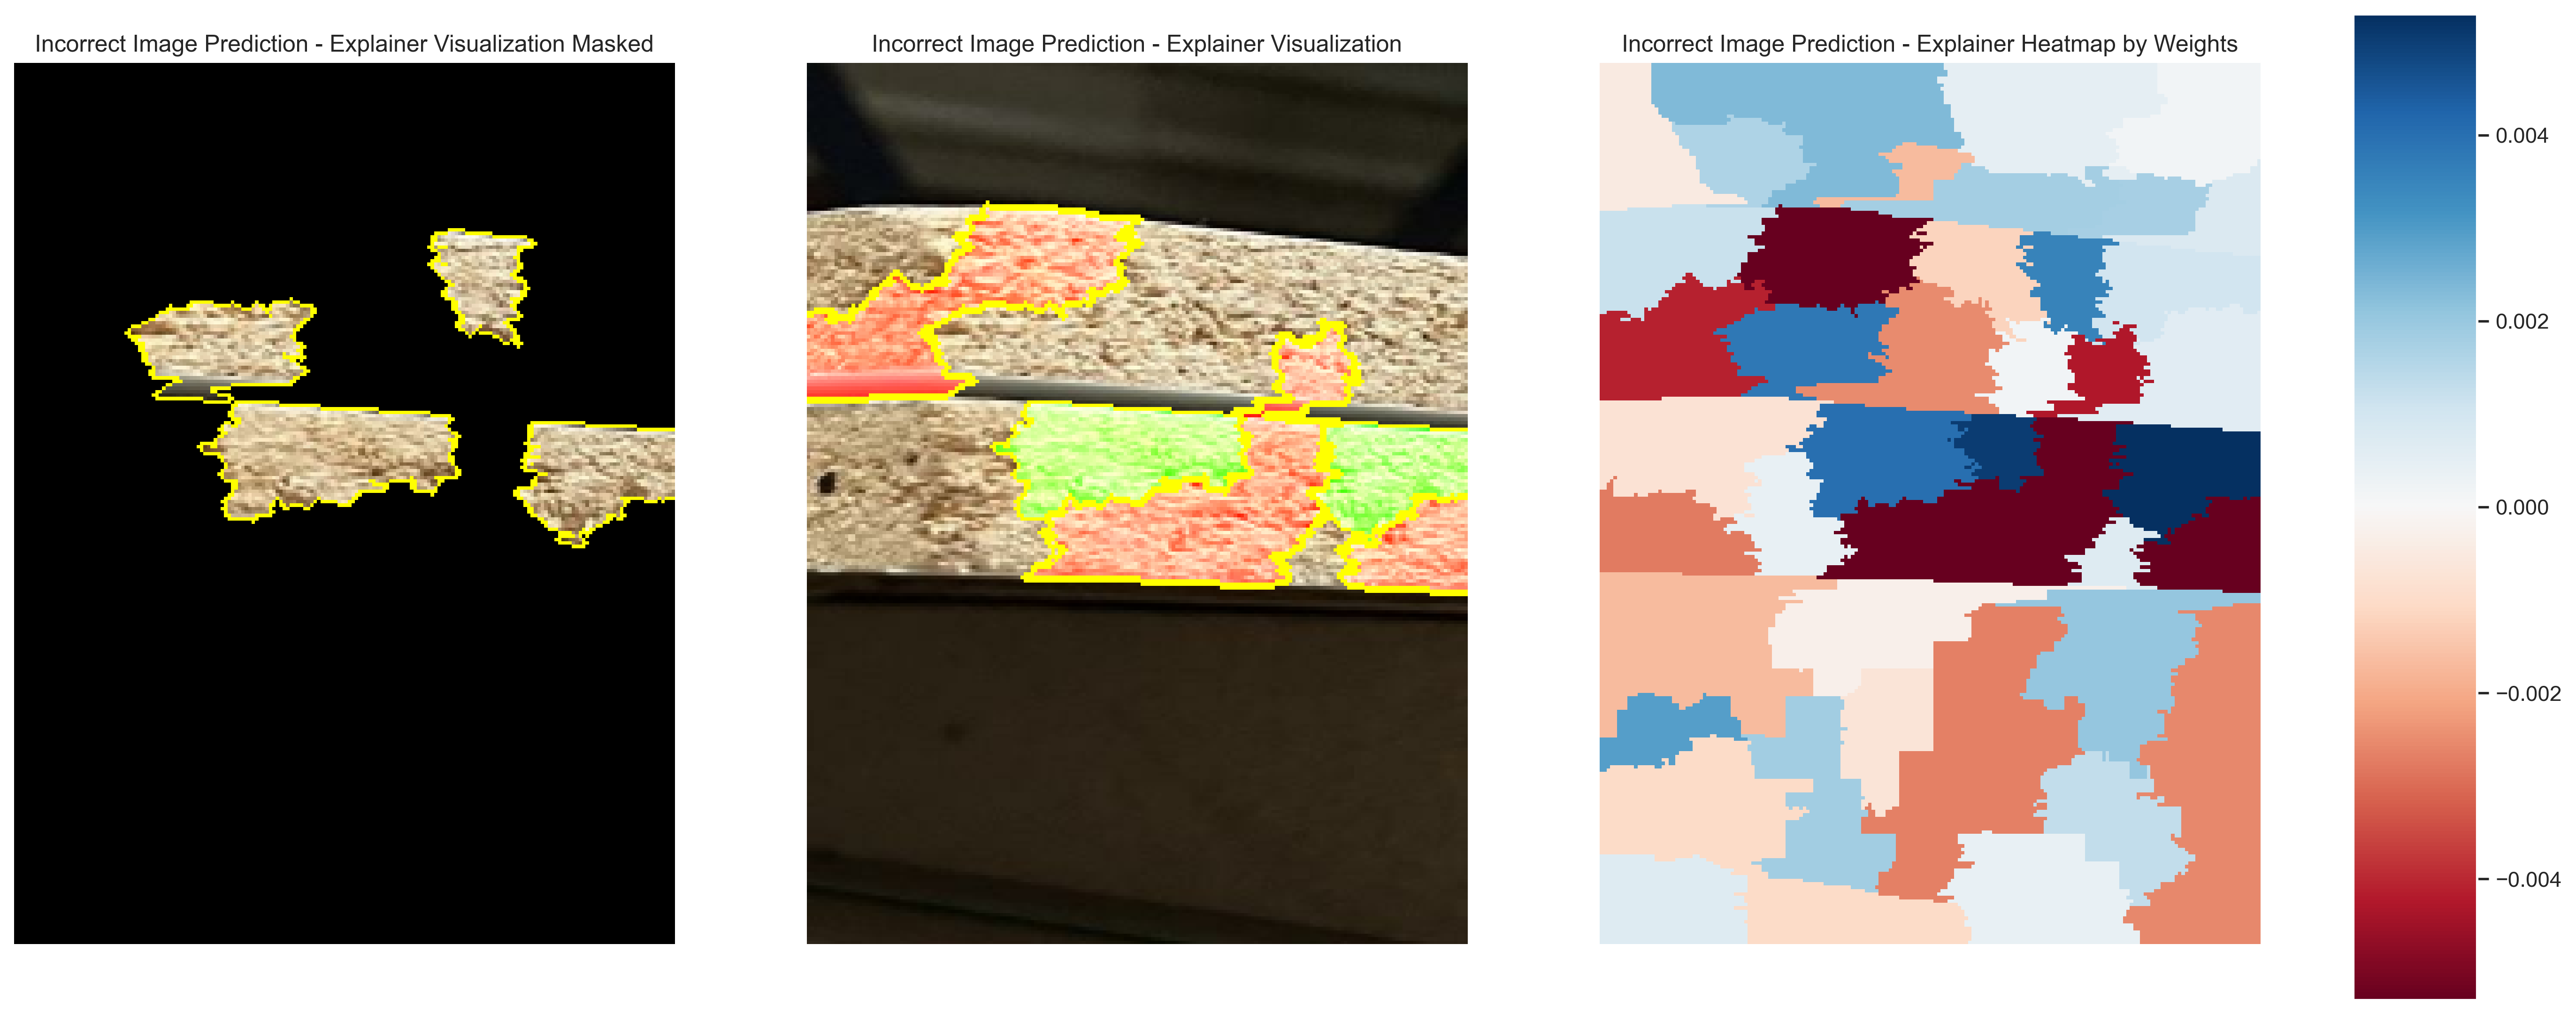 Incorrect Image Prediction - Explainer Visualization Masked
Incorrect Image Prediction - Explainer Visualization
Incorrect Image Prediction - Explainer Heatmap by Weights
0.004
0.002
0.000
−0.002
−0.004